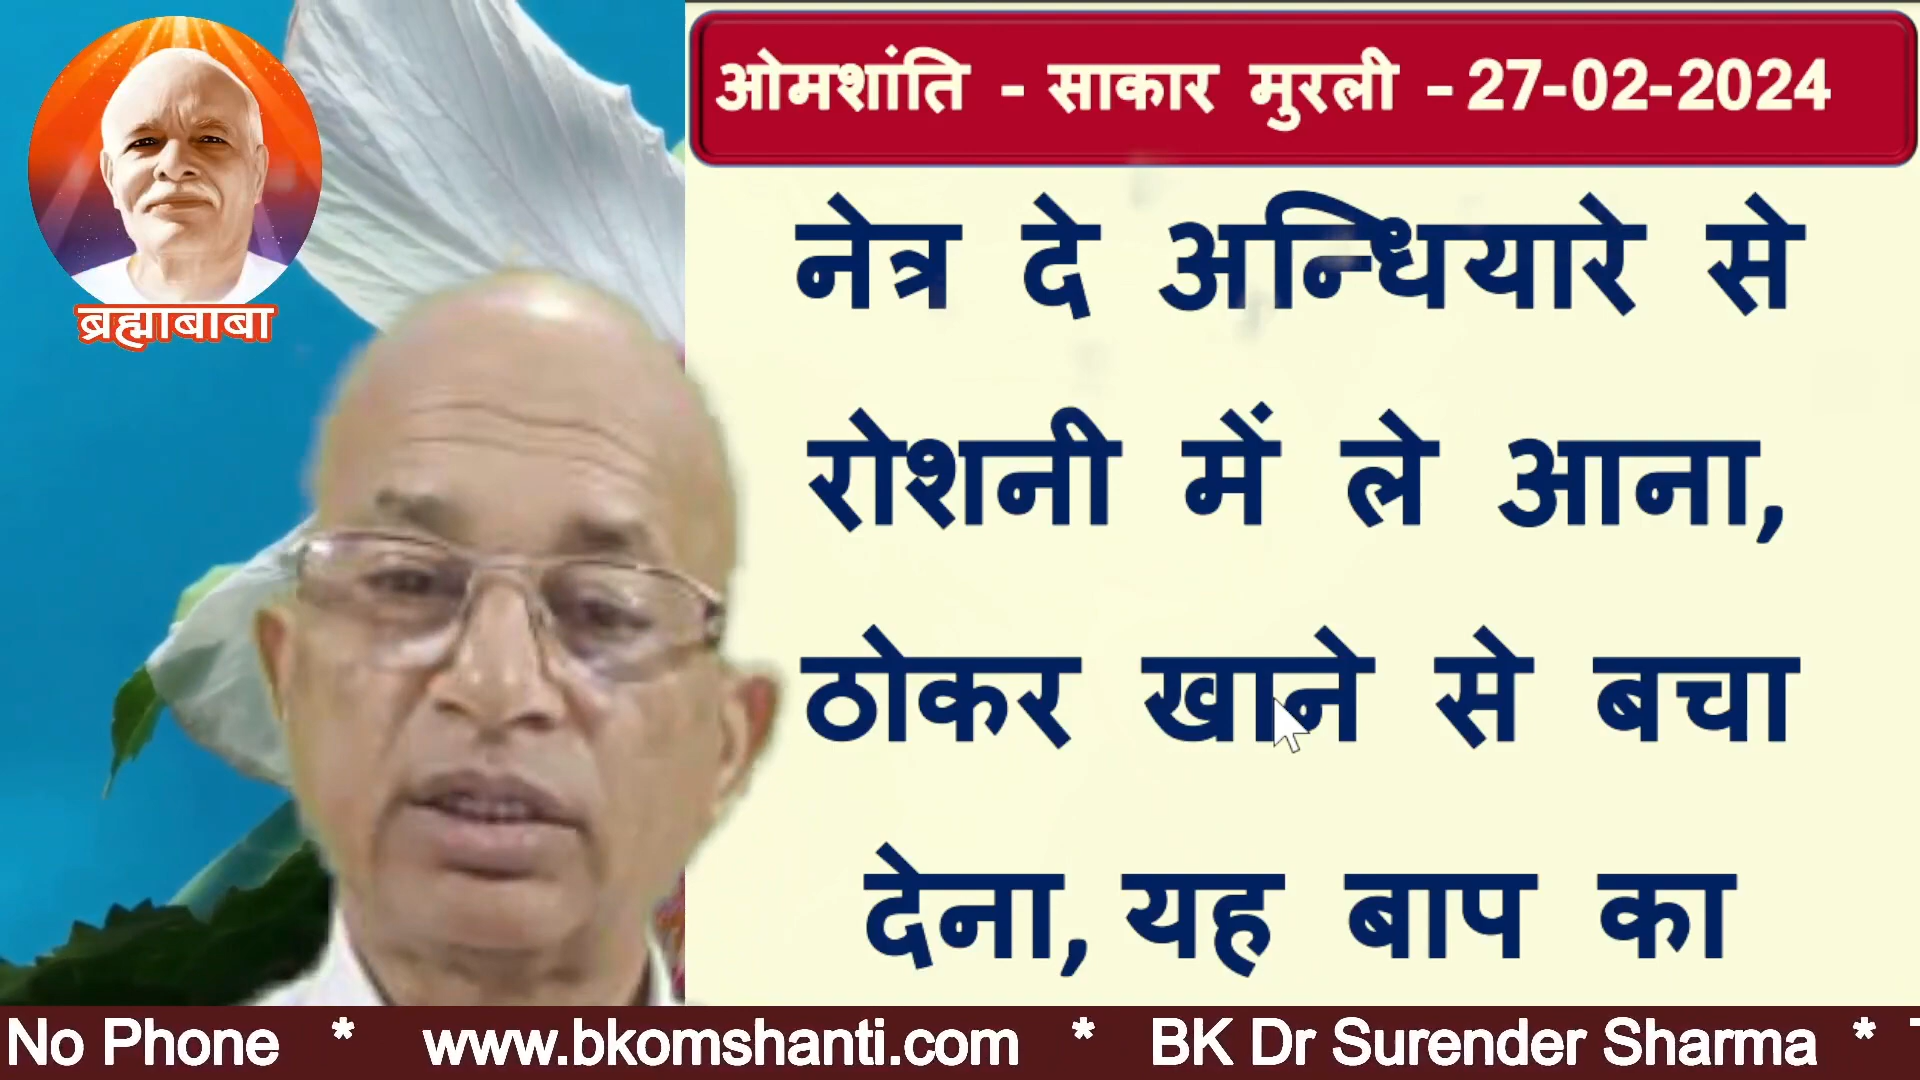 ओमशांति - साकार मुरली - 27-02-2024
ब्रह्माबाबा
नेत्र दे अन्धियारे से
रोशनी में ले आना,
ठोकर खाने से बचा
देना, यह बाप का
No Phone * www.bkomshanti.com * BK Dr Surender Sharma *